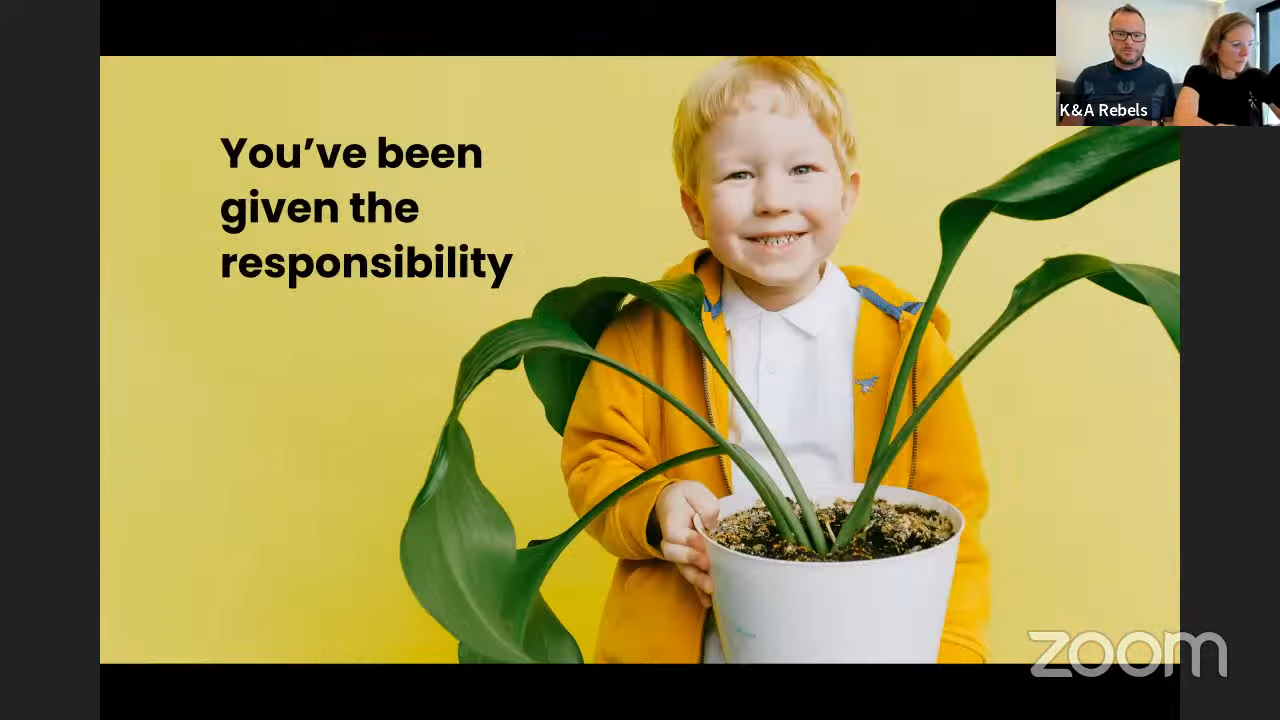 You've been
given the
responsibility
K&A Rebels
zoom